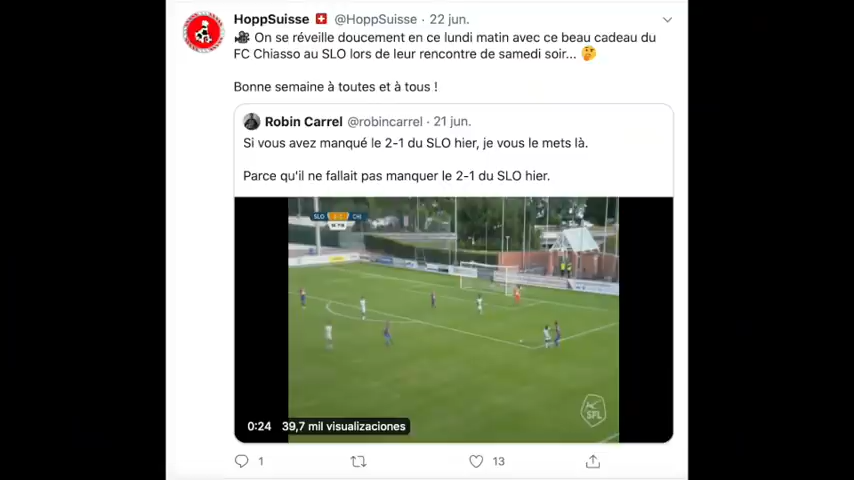 HoppSuisse 🇨🇭 @HoppSuisse · 22 jun.
🎥 On se réveille doucement en ce lundi matin avec ce beau cadeau du
FC Chiasso au SLO lors de leur rencontre de samedi soir... 🤔
Bonne semaine à toutes et à tous !
Robin Carrel @robincarrel · 21 jun.
Si vous avez manqué le 2-1 du SLO hier, je vous le mets là.
Parce qu'il ne fallait pas manquer le 2-1 du SLO hier.
SLO
CHI
SFL
0:24 39,7 mil visualizaciones
1
13